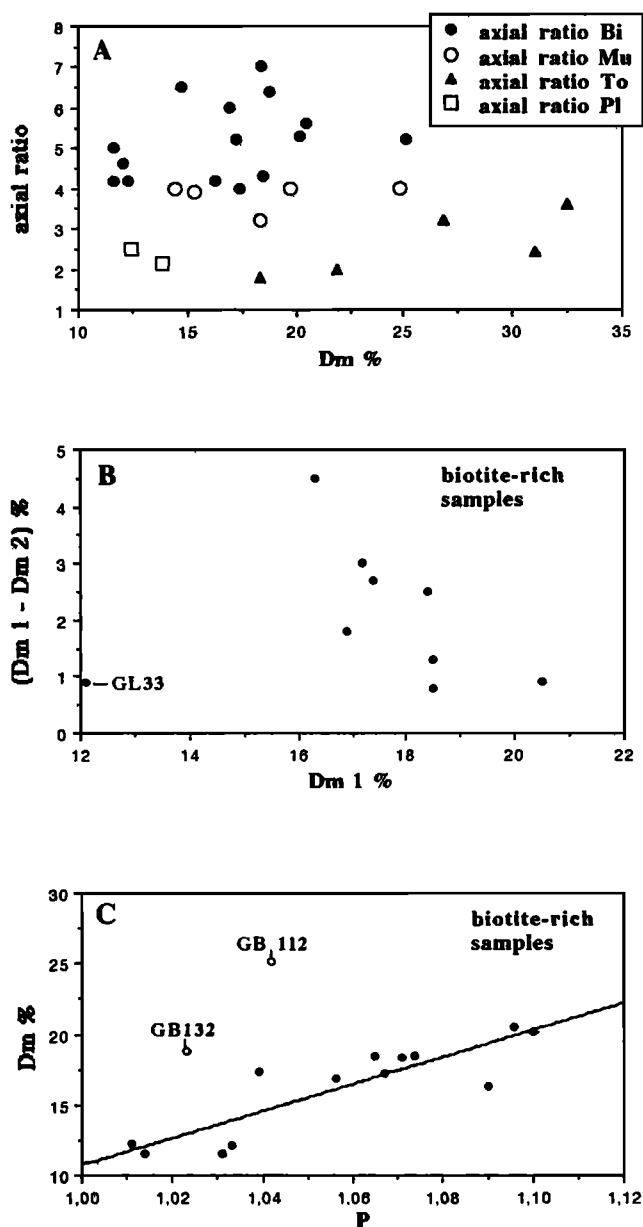 A
axial ratio Bi
axial ratio Mu
axial ratio To
axial ratio Pl
8
7
6
5
4
3
2
1
axial ratio
10 15 20 25 30 35
Dm %
B
biotite-rich
samples
5
4
3
2
1
0
(Dm 1 - Dm 2) %
GL33
12 14 16 18 20 22
Dm 1 %
C
biotite-rich
samples
GB 112
GB132
30
25
20
15
10
Dm %
1,00 1,02 1,04 1,06 1,08 1,10 1,12
P